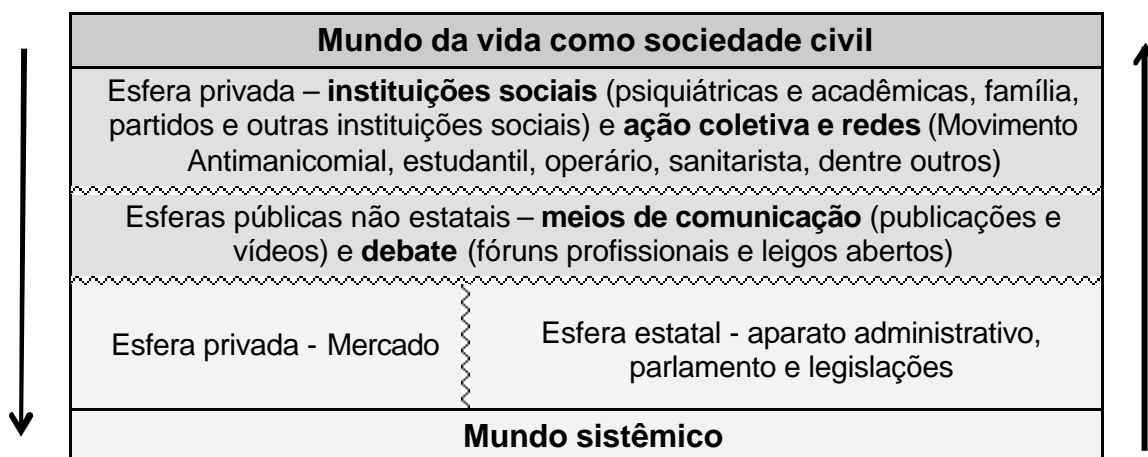 Mundo da vida como sociedade civil
Esfera privada – instituições sociais (psiquiátricas e acadêmicas, família,
partidos e outras instituições sociais) e ação coletiva e redes (Movimento
Antimanicomial, estudantil, operário, sanitarista, dentre outros)
Esferas públicas não estatais – meios de comunicação (publicações e
vídeos) e debate (fóruns profissionais e leigos abertos)
Esfera privada - Mercado
Esfera estatal - aparato administrativo,
parlamento e legislações
Mundo sistêmico